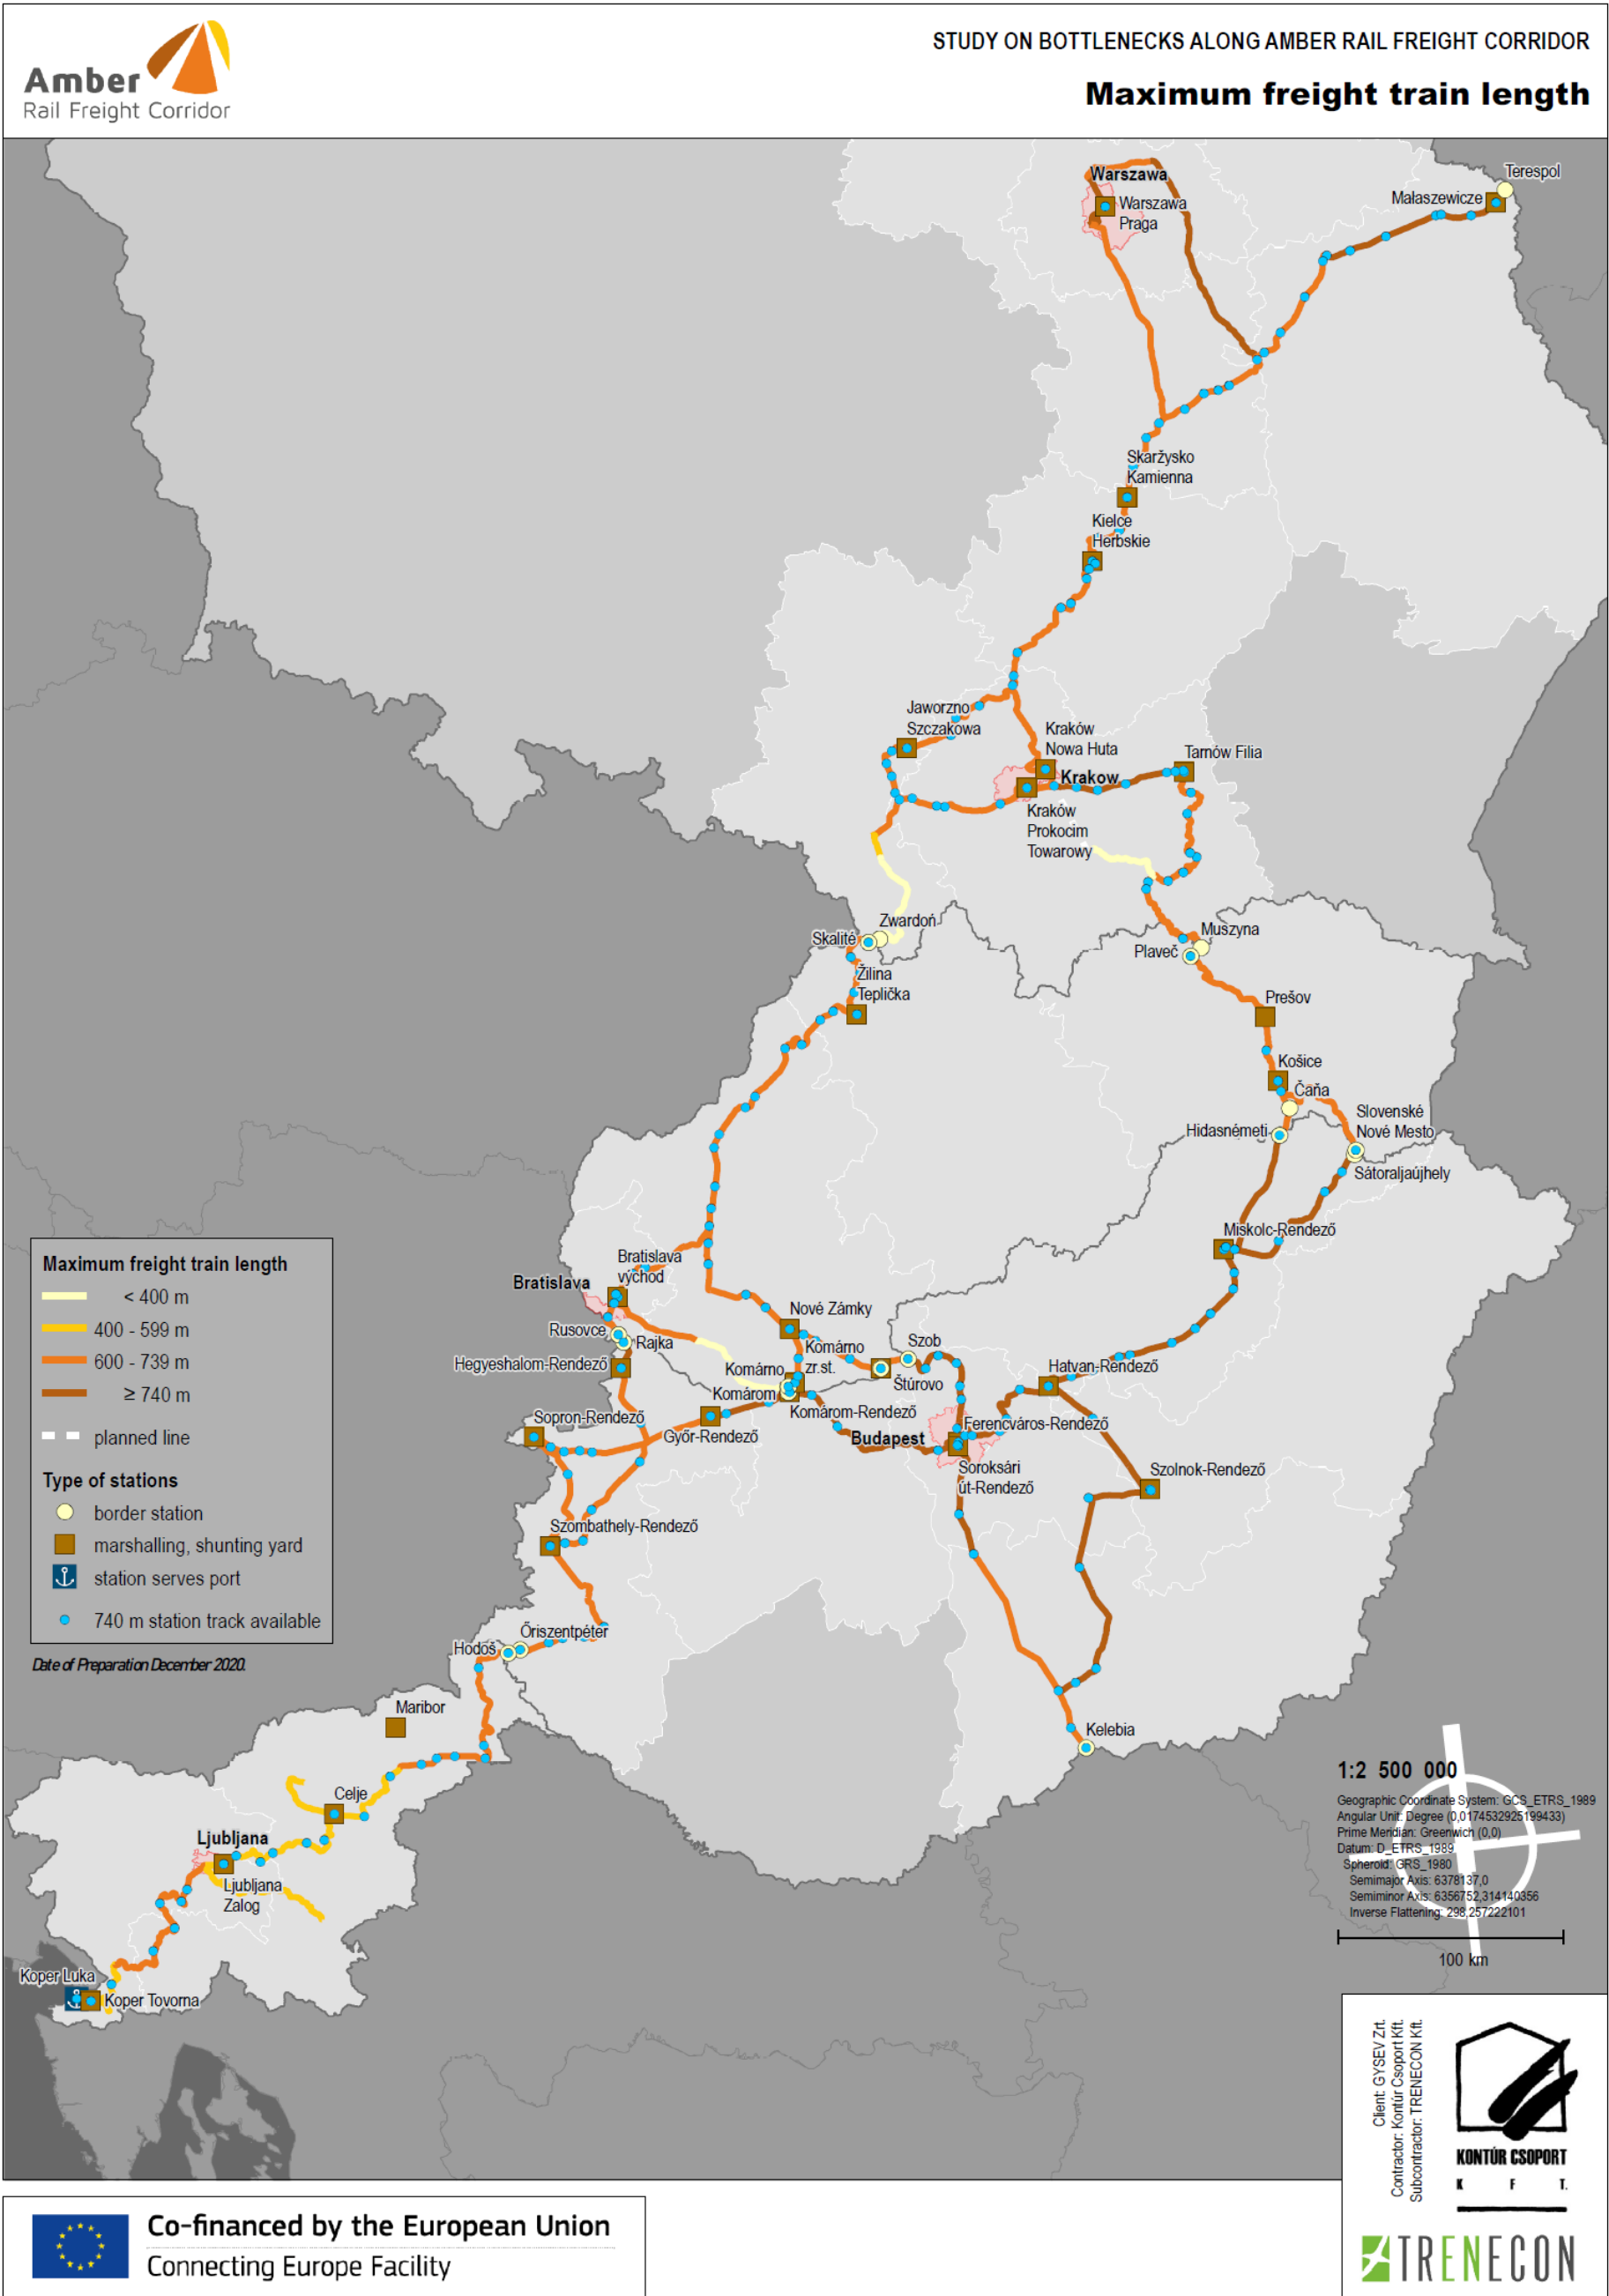 Amber
Rail Freight Corridor
STUDY ON BOTTLENECKS ALONG AMBER RAIL FREIGHT CORRIDOR
Maximum freight train length
Warszawa
Warszawa
Praga
Terespol
Małaszewicze
Skaržysko
Kamienna
Kielce
Herbskie
Jaworzno
Szczakowa
Kraków
Nowa Huta
Krakow
Tarnów Filia
Kraków
Prokocim
Towarowy
Zwardoń
Skalité
Muszyna
Plaveč
Žilina
Teplička
Prešov
Košice
Čaňa
Hidasnémeti
Slovenské
Nové Mesto
Sátoraljaújhely
Miskolc-Rendező
Bratislava
východ
Bratislava
Rusovce
Rajka
Hegyeshalom-Rendező
Nové Zámky
Komárno
zr.st.
Komárno
Komárom
Komárom-Rendező
Szob
Štúrovo
Hatvan-Rendező
Sopron-Rendező
Győr-Rendező
Budapest
Ferencváros-Rendező
Soroksári
út-Rendező
Szolnok-Rendező
Szombathely-Rendező
Őriszentpéter
Hodoš
Kelebia
Maribor
Celje
Ljubljana
Ljubljana
Zalog
Koper Luka
Koper Tovorna
Maximum freight train length
< 400 m
400 - 599 m
600 - 739 m
≥ 740 m
planned line
Type of stations
border station
marshalling, shunting yard
station serves port
740 m station track available
Date of Preparation December 2020.
1:2 500 000
Geographic Coordinate System: GCS_ETRS_1989
Angular Unit: Degree (0,0174532925199433)
Prime Meridian: Greenwich (0,0)
Datum: D_ETRS_1989
Spheroid: GRS_1980
Semimajor Axis: 6378137,0
Semiminor Axis: 6356752,314140356
Inverse Flattening: 298,257222101
100 km
Client: GYSEV Zrt.
Contractor: Kontúr Csoport Kft.
Subcontractor: TRENECON Kft.
KONTÚR CSOPORT
K F T.
TRENECON
Co-financed by the European Union
Connecting Europe Facility